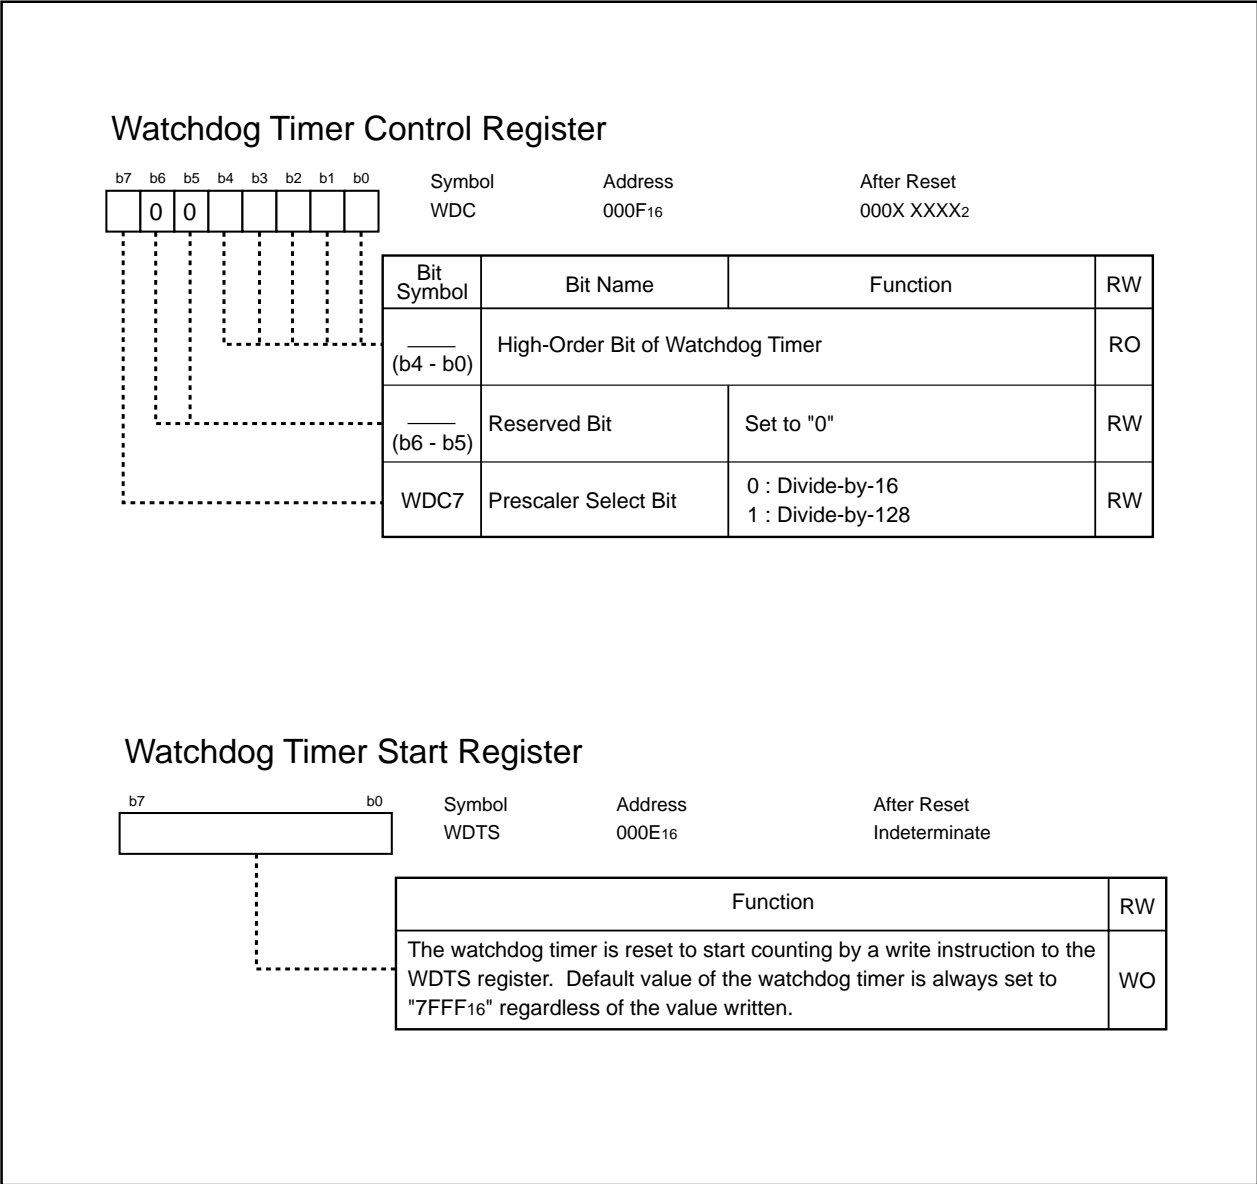 Watchdog Timer Control Register
b7 b6 b5 b4 b3 b2 b1 b0
Symbol Address After Reset
0 0
WDC 000F16 000X XXXX2
Bit Symbol Bit Name Function RW
____
(b4 - b0) High-Order Bit of Watchdog Timer RO
____
(b6 - b5) Reserved Bit Set to "0" RW
WDC7 Prescaler Select Bit 0 : Divide-by-16
1 : Divide-by-128 RW
Watchdog Timer Start Register
b7 b0
Symbol Address After Reset
WDTS 000E16 Indeterminate
Function RW
The watchdog timer is reset to start counting by a write instruction to the
WDTS register. Default value of the watchdog timer is always set to
"7FFF16" regardless of the value written.
WO